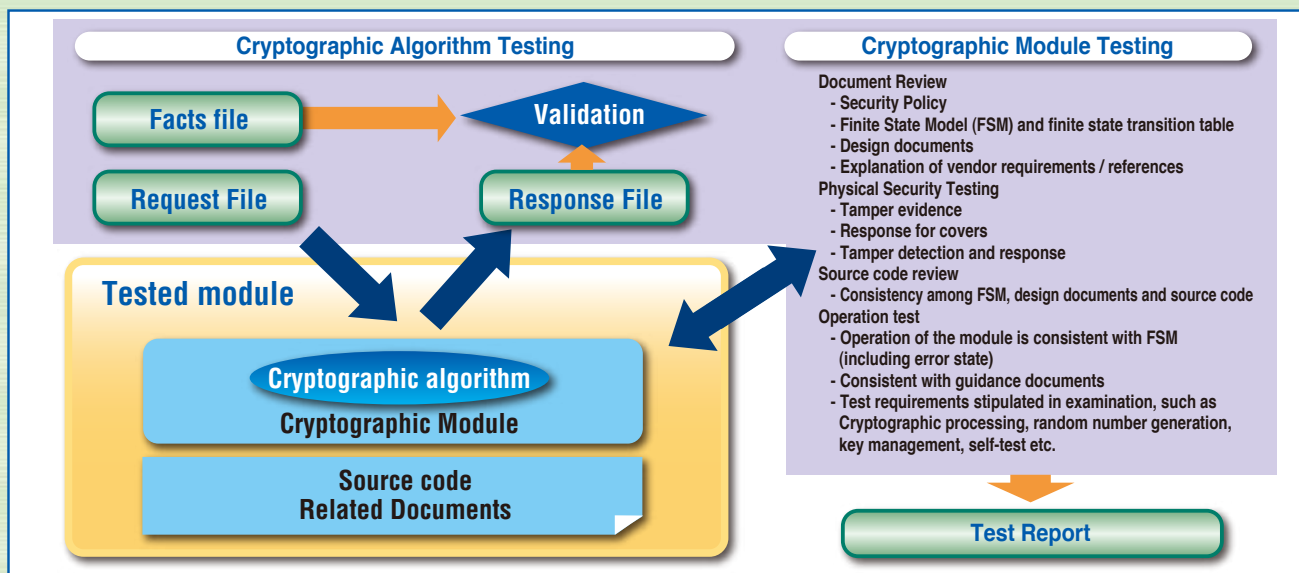 Cryptographic Algorithm Testing
Facts file
Validation
Request File
Response File
Tested module
Cryptographic algorithm
Cryptographic Module
Source code
Related Documents
Cryptographic Module Testing
Document Review
- Security Policy
- Finite State Model (FSM) and finite state transition table
- Design documents
- Explanation of vendor requirements / references
Physical Security Testing
- Tamper evidence
- Response for covers
- Tamper detection and response
Source code review
- Consistency among FSM, design documents and source code
Operation test
- Operation of the module is consistent with FSM
(including error state)
- Consistent with guidance documents
- Test requirements stipulated in examination, such as
Cryptographic processing, random number generation,
key management, self-test etc.
Test Report